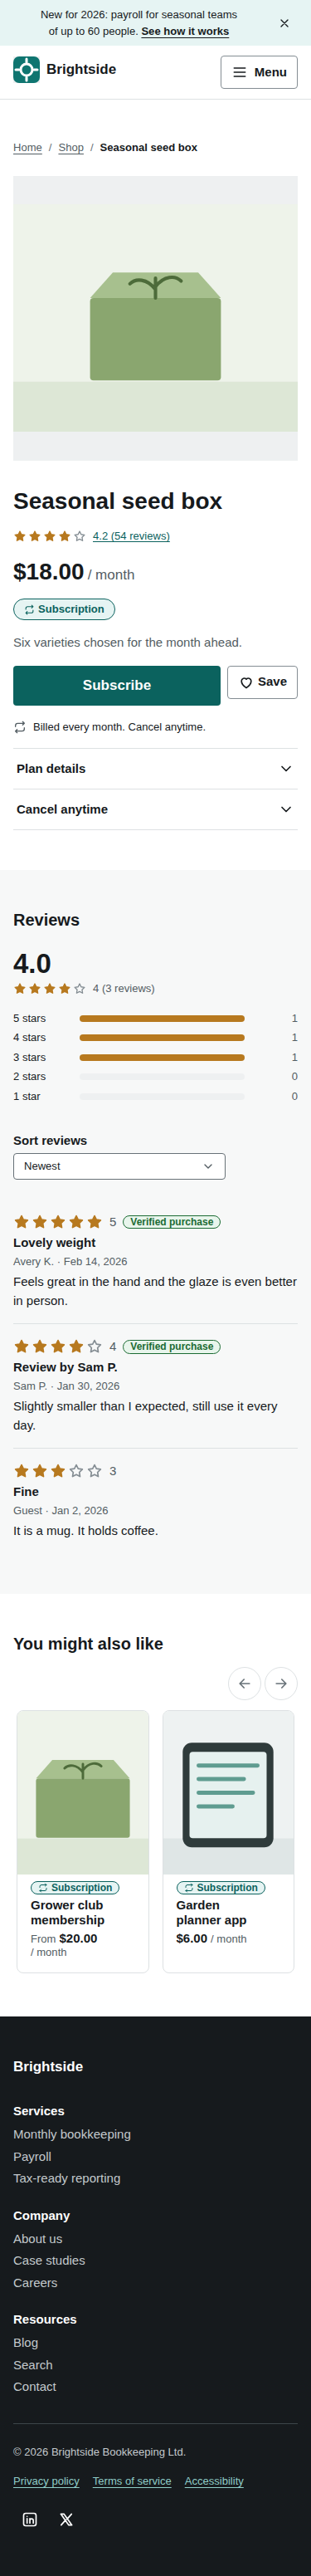 New for 2026: payroll for seasonal teams
of up to 60 people. See how it works
Brightside
Menu
Home / Shop / Seasonal seed box
Seasonal seed box
4.2 (54 reviews)
$18.00 / month
Subscription
Six varieties chosen for the month ahead.
Subscribe
Save
Billed every month. Cancel anytime.
Plan details
Cancel anytime
Reviews
4.0
4 (3 reviews)
5 stars 1
4 stars 1
3 stars 1
2 stars 0
1 star 0
Sort reviews
Newest
5 Verified purchase
Lovely weight
Avery K. · Feb 14, 2026
Feels great in the hand and the glaze is even better
in person.
4 Verified purchase
Review by Sam P.
Sam P. · Jan 30, 2026
Slightly smaller than I expected, still use it every
day.
3
Fine
Guest · Jan 2, 2026
It is a mug. It holds coffee.
You might also like
Subscription
Grower club
membership
From $20.00
/ month
Subscription
Garden
planner app
$6.00 / month
Brightside
Services
Monthly bookkeeping
Payroll
Tax-ready reporting
Company
About us
Case studies
Careers
Resources
Blog
Search
Contact
© 2026 Brightside Bookkeeping Ltd.
Privacy policy Terms of service Accessibility